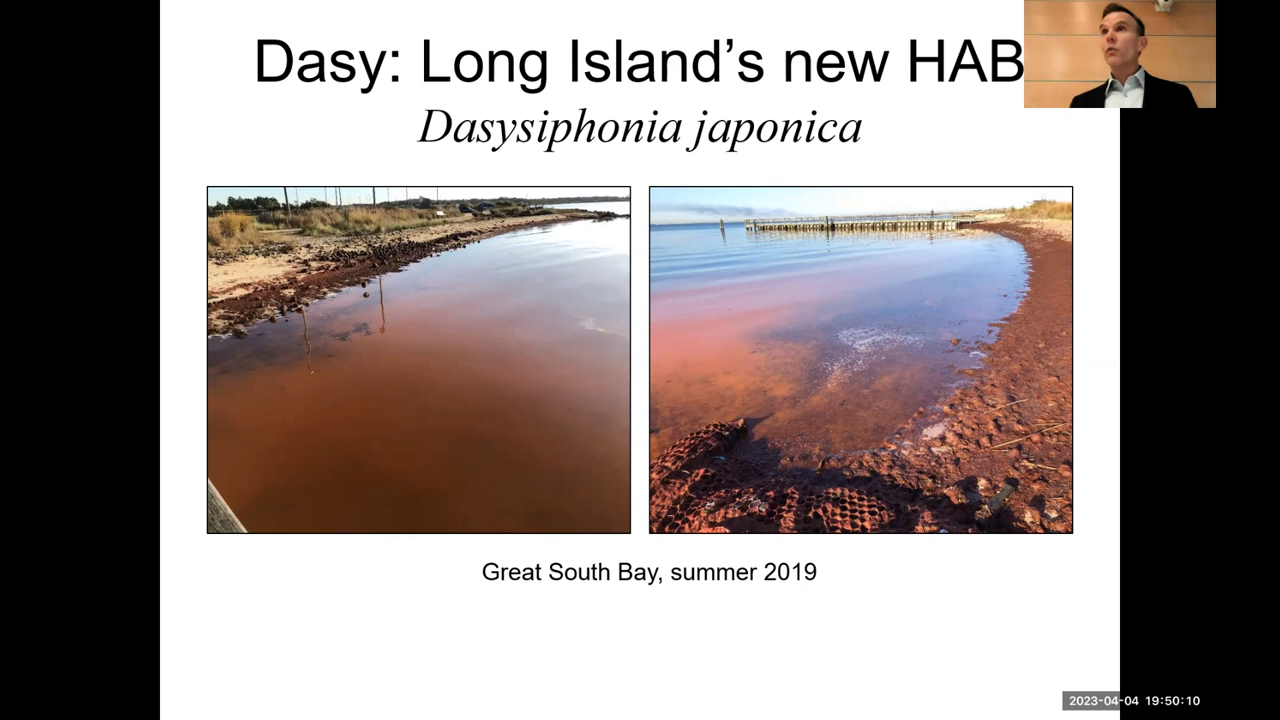 Dasy: Long Island’s new HAB
Dasysiphonia japonica
Great South Bay, summer 2019
2023-04-04 19:50:10